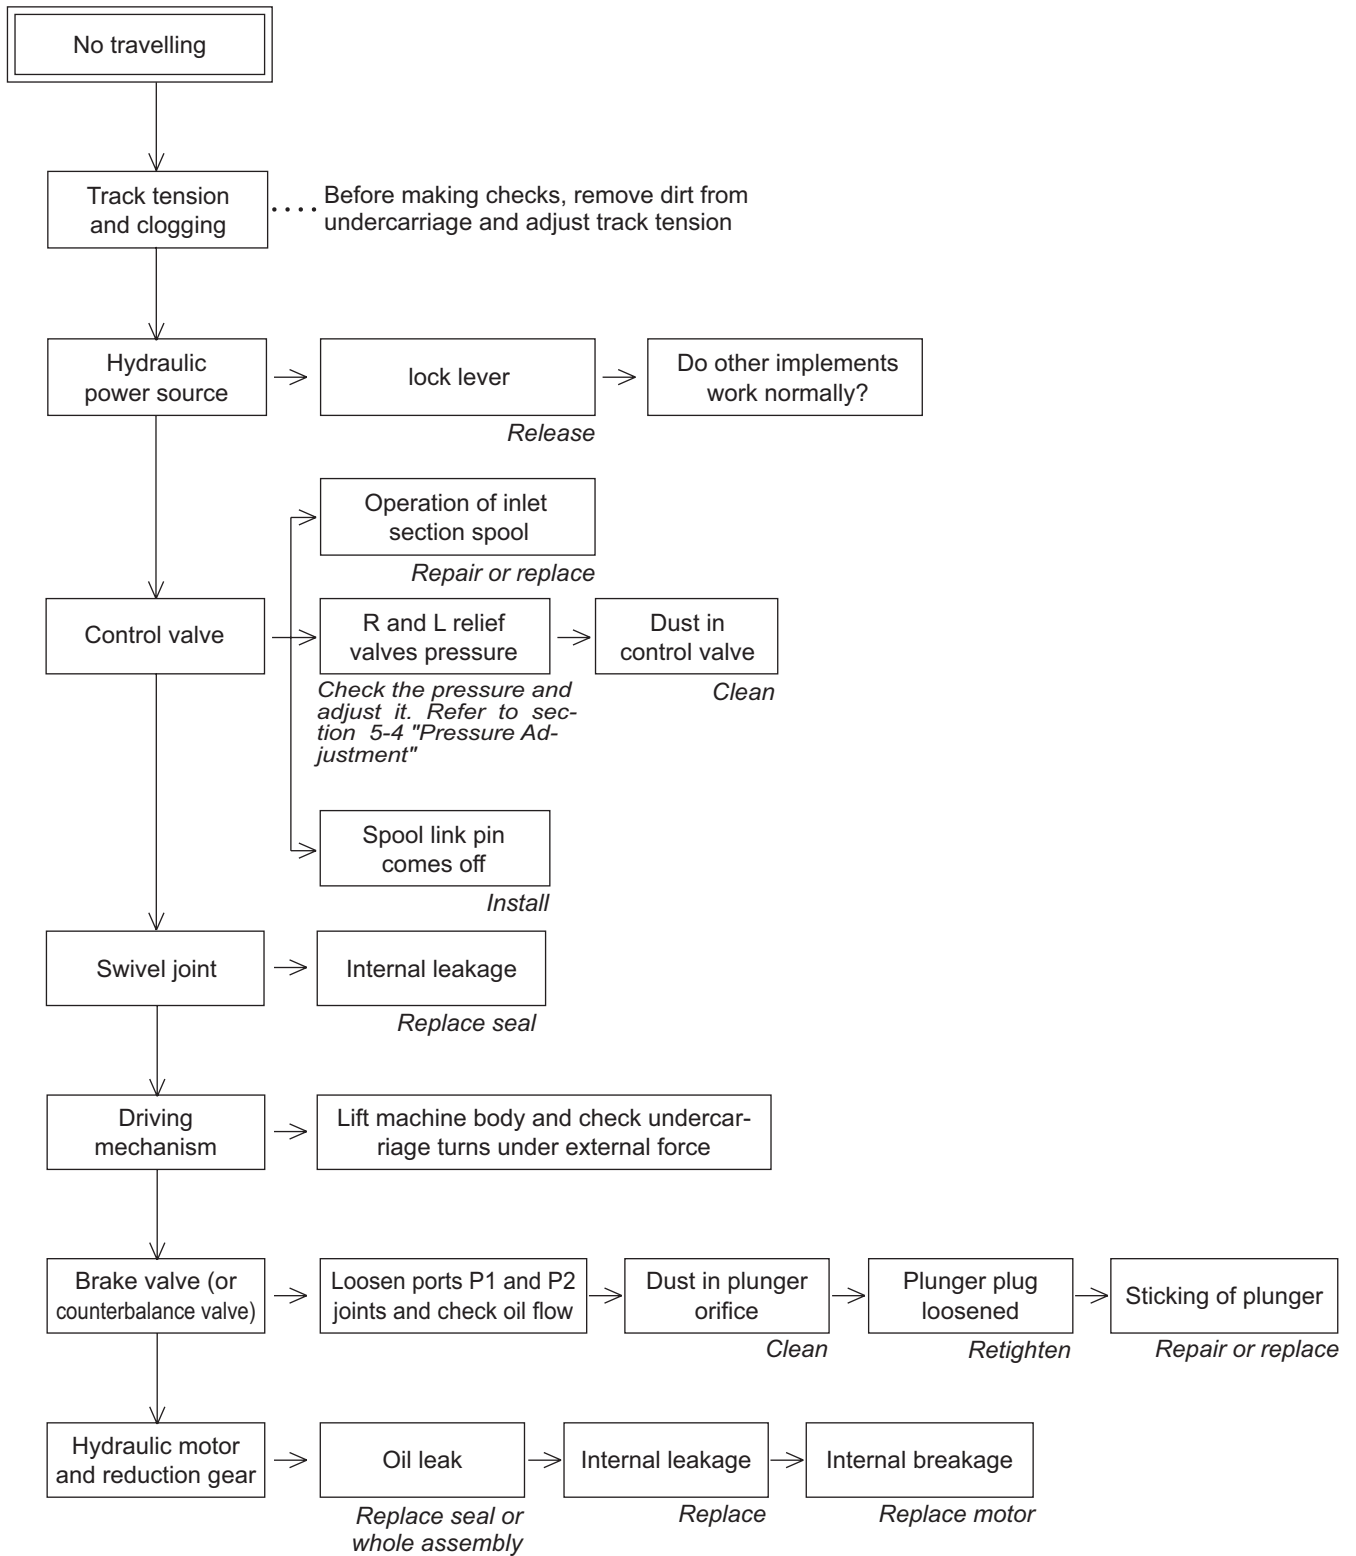 No travelling
Track tension
and clogging
Before making checks, remove dirt from
undercarriage and adjust track tension
Hydraulic
power source
lock lever
Release
Do other implements
work normally?
Operation of inlet
section spool
Repair or replace
Control valve
R and L relief
valves pressure
Check the pressure and
adjust it. Refer to sec-
tion 5-4 "Pressure Ad-
justment"
Dust in
control valve
Clean
Spool link pin
comes off
Install
Swivel joint
Internal leakage
Replace seal
Driving
mechanism
Lift machine body and check undercar-
riage turns under external force
Brake valve (or
counterbalance valve)
Loosen ports P1 and P2
joints and check oil flow
Dust in plunger
orifice
Clean
Plunger plug
loosened
Retighten
Sticking of plunger
Repair or replace
Hydraulic motor
and reduction gear
Oil leak
Replace seal or
whole assembly
Internal leakage
Replace
Internal breakage
Replace motor